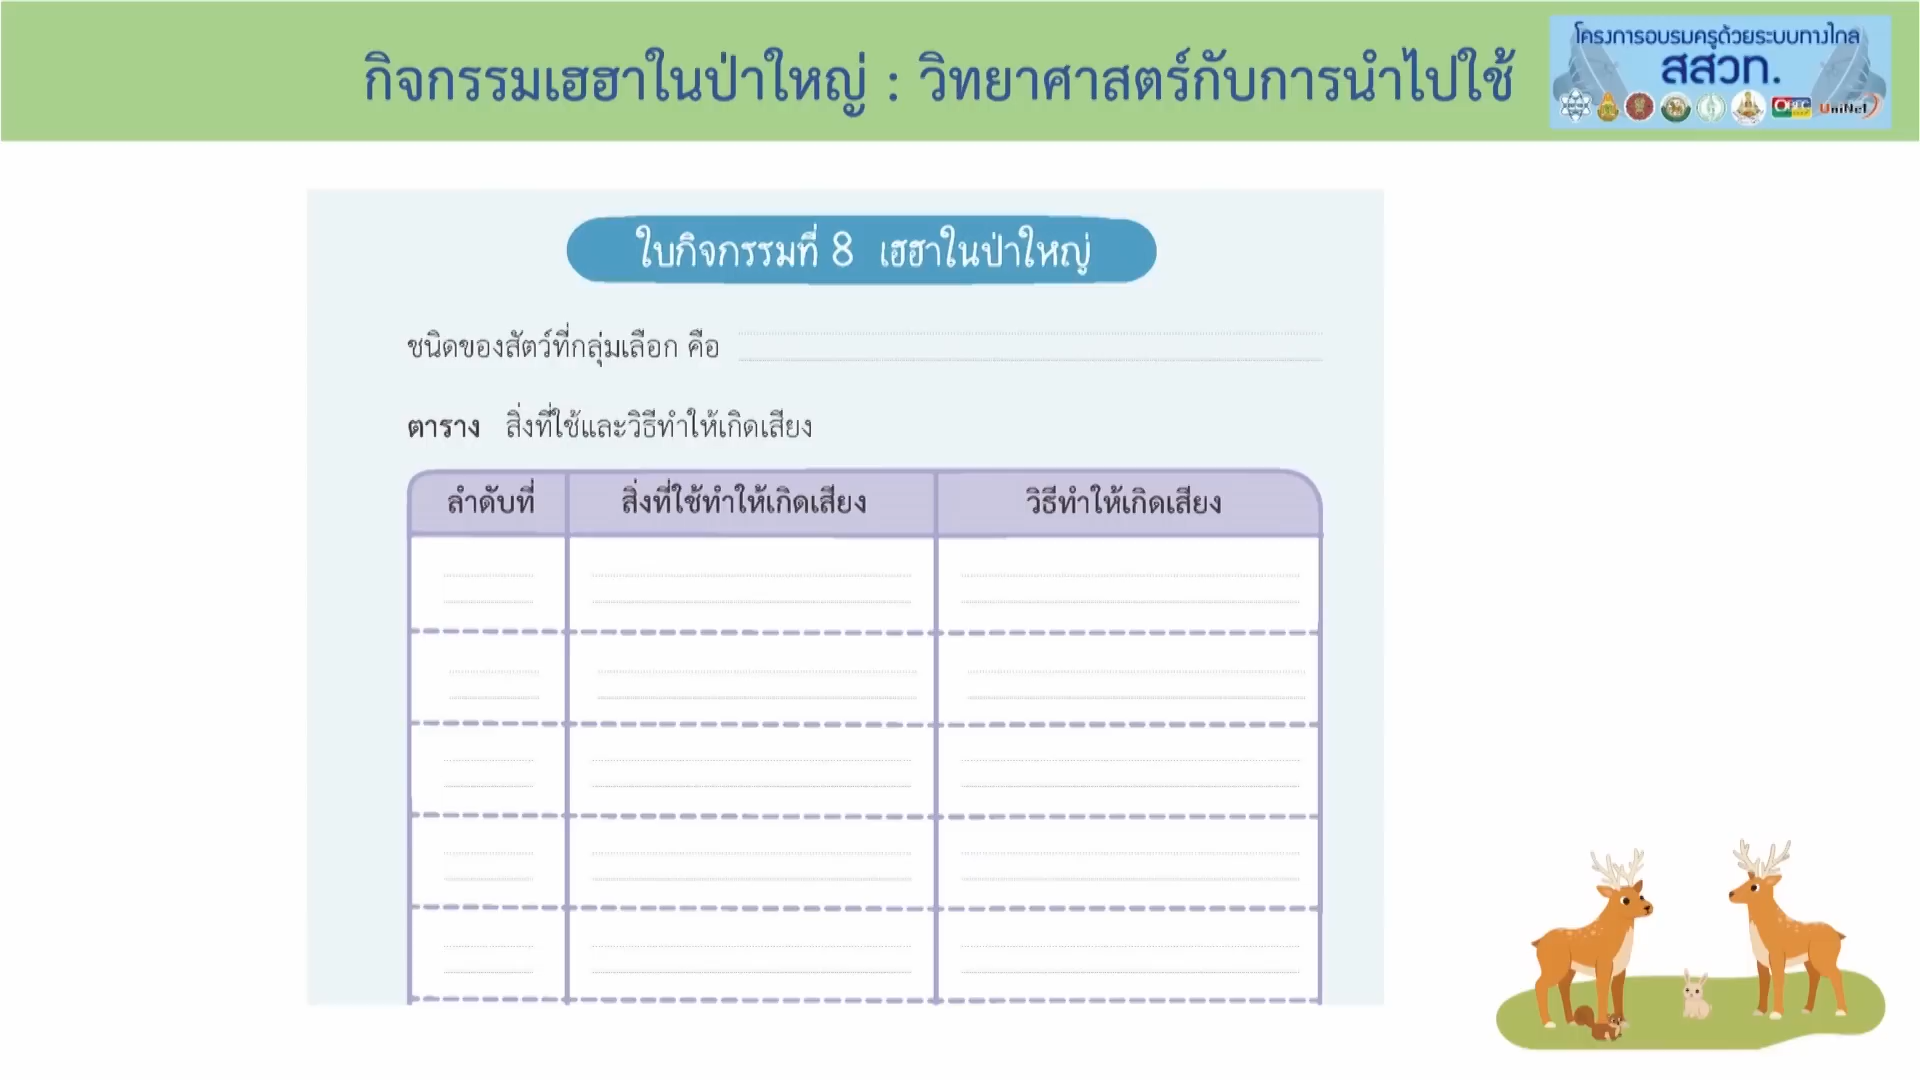 กิจกรรมเฮฮาในป่าใหญ่ : วิทยาศาสตร์กับการนำไปใช้
โครงการอบรมครูด้วยระบบทางไกล
สสวท.
OBEC
UniNet
ใบกิจกรรมที่ 8 เฮฮาในป่าใหญ่
ชนิดของสัตว์ที่กลุ่มเลือก คือ
ตาราง สิ่งที่ใช้และวิธีทำให้เกิดเสียง
ลำดับที่ สิ่งที่ใช้ทำให้เกิดเสียง วิธีทำให้เกิดเสียง